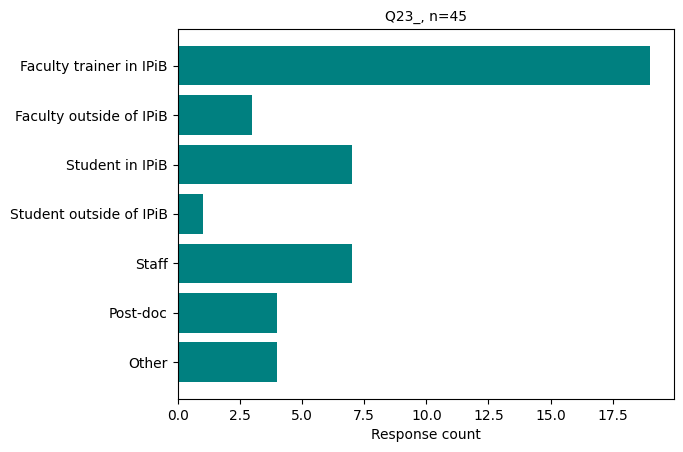 Q23_, n=45
Faculty trainer in IPiB
Faculty outside of IPiB
Student in IPiB
Student outside of IPiB
Staff
Post-doc
Other
0.0 2.5 5.0 7.5 10.0 12.5 15.0 17.5
Response count